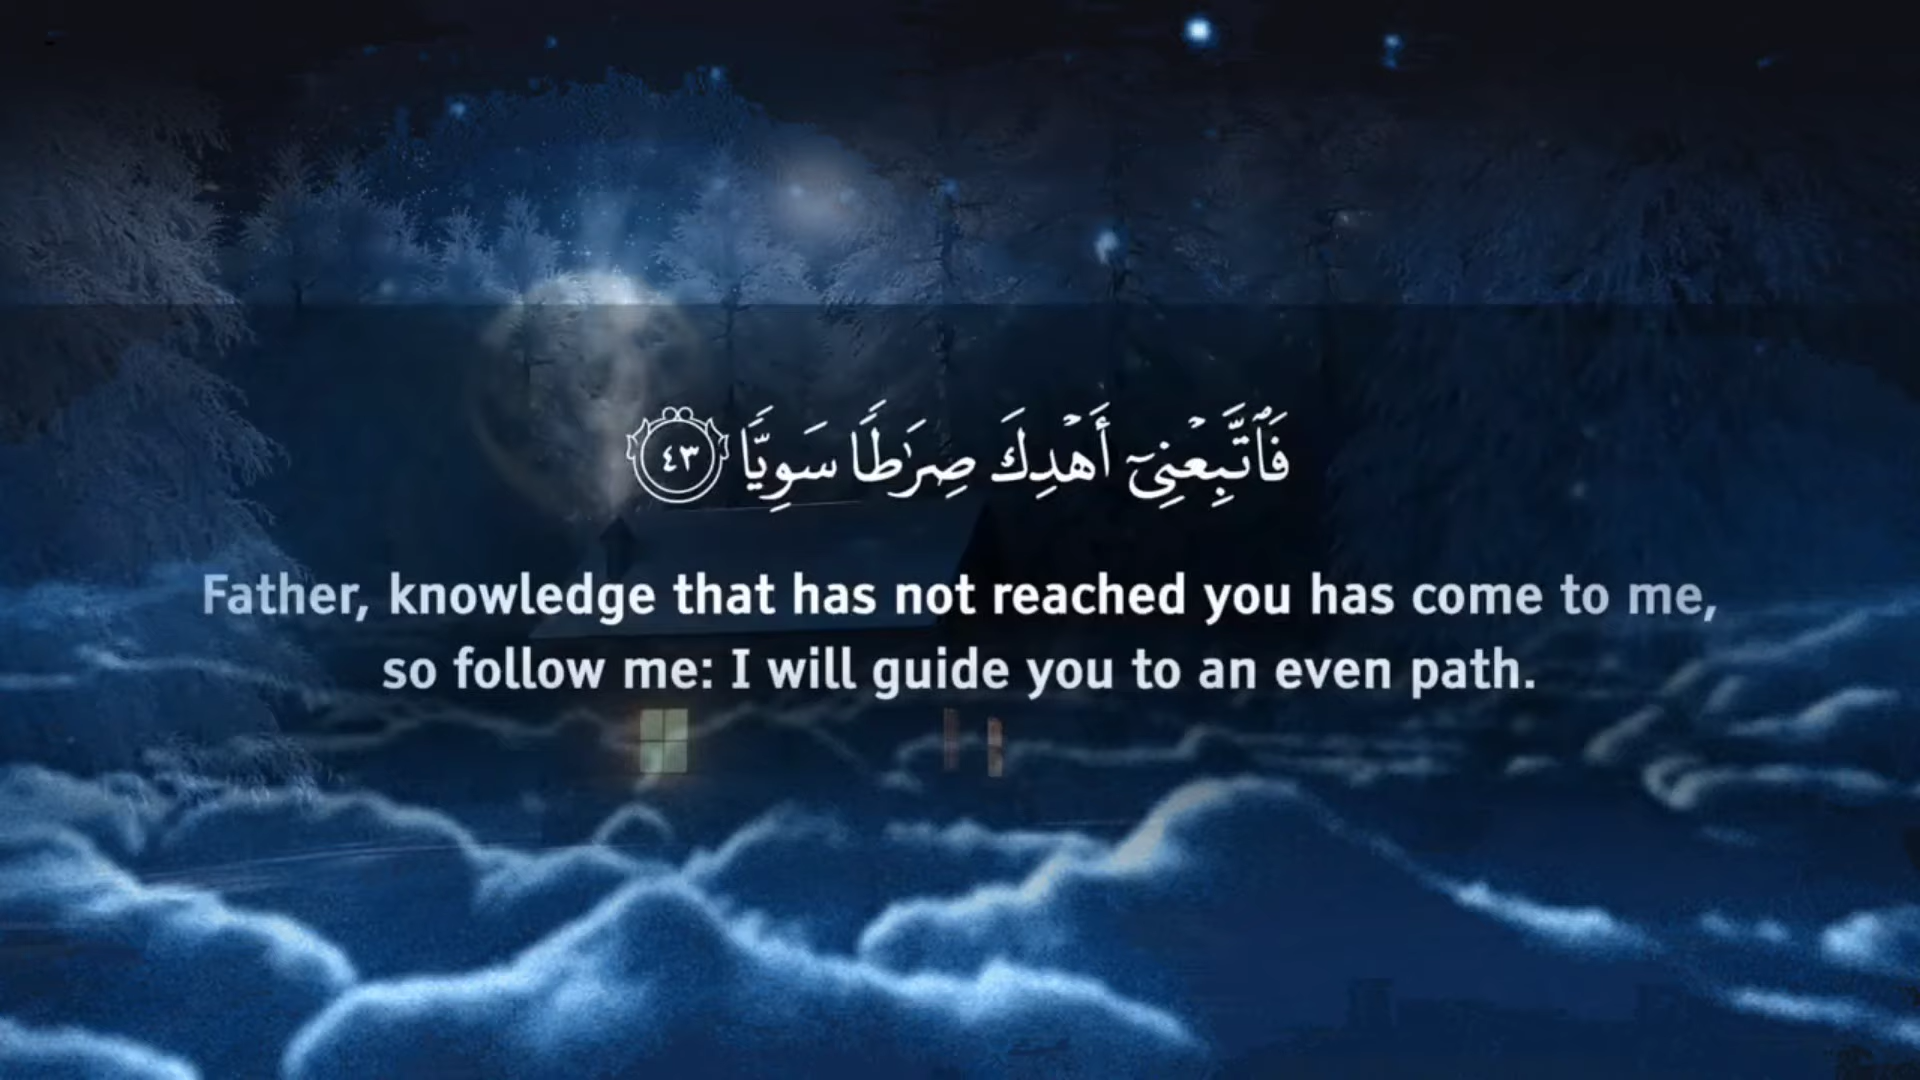 فَٱتَّبِعْنِىٓ أَهْدِكَ صِرَٰطًا سَوِيًّا ٤٣
Father, knowledge that has not reached you has come to me,
so follow me: I will guide you to an even path.